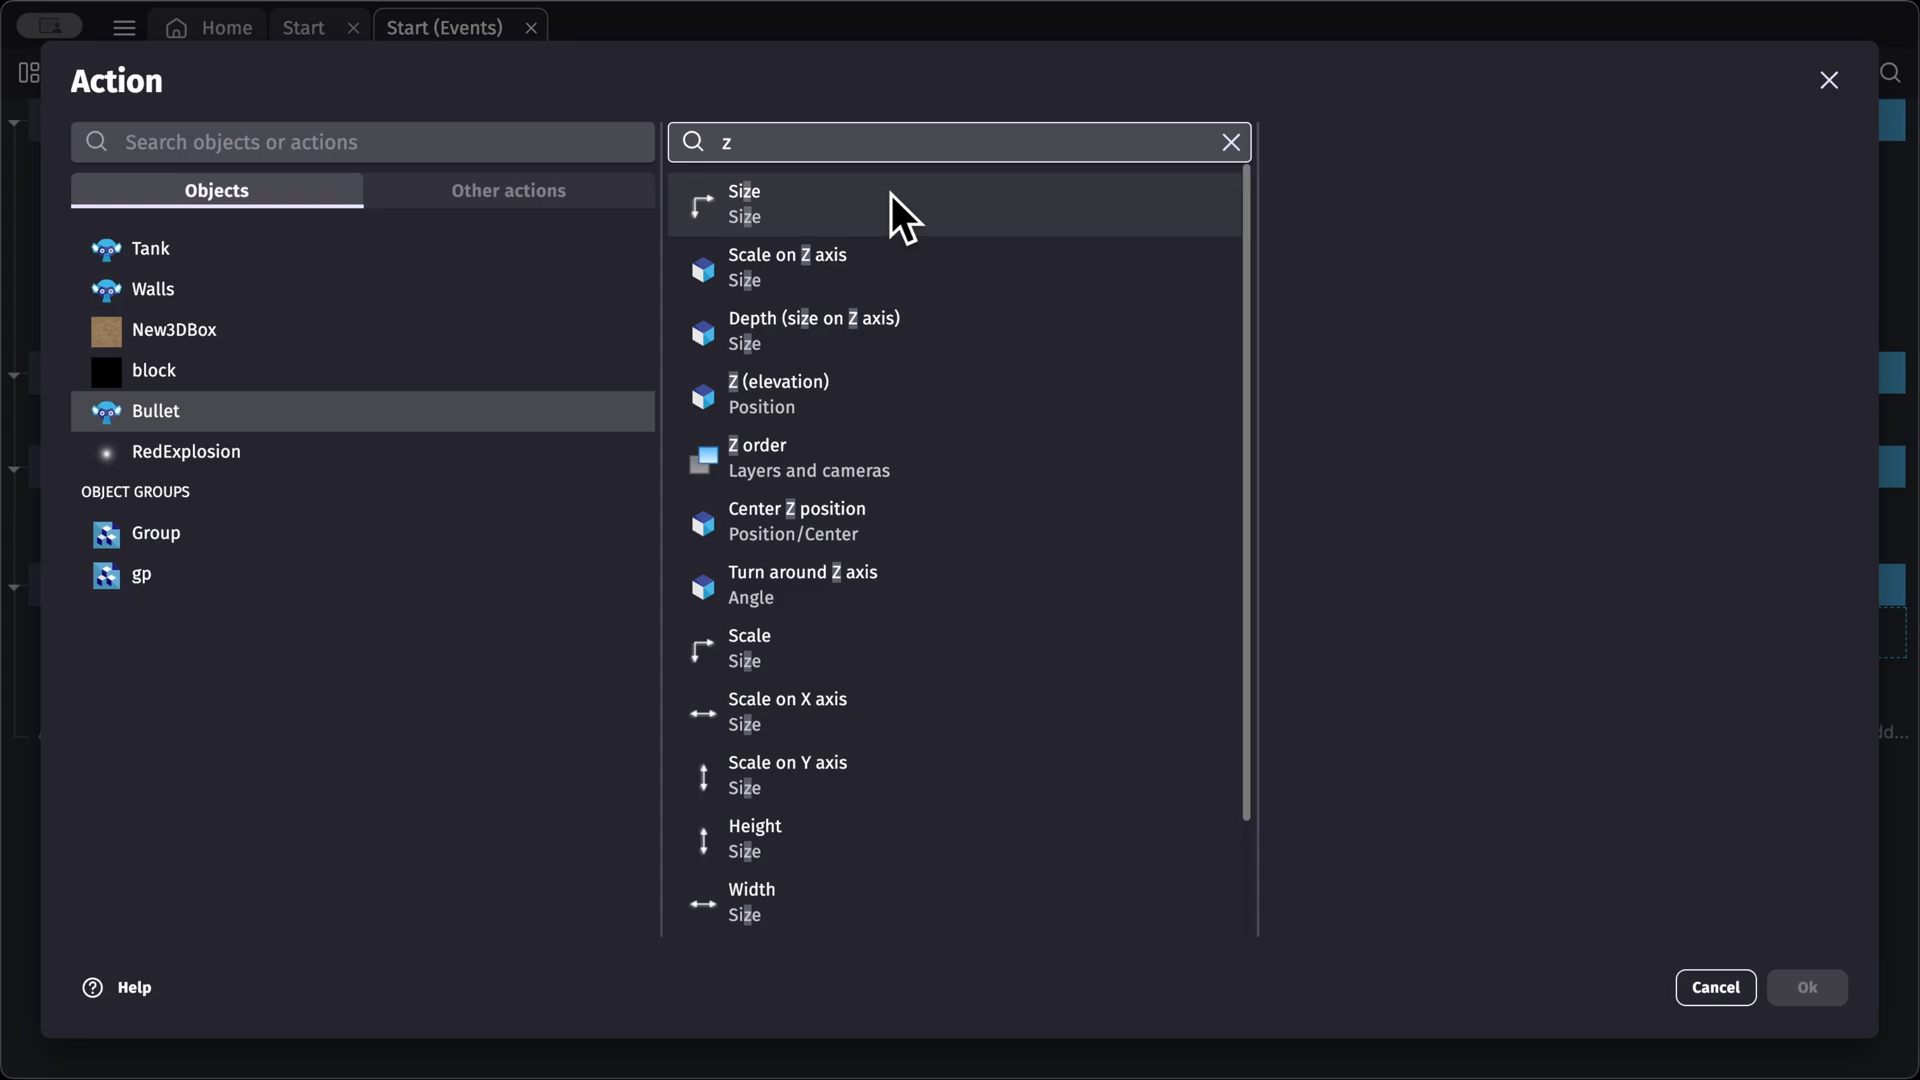 Home
Start
Start (Events)
Action
Search objects or actions
z
Objects
Other actions
Tank
Walls
New3DBox
block
Bullet
RedExplosion
OBJECT GROUPS
Group
gp
Size
Size
Scale on Z axis
Size
Depth (size on Z axis)
Size
Z (elevation)
Position
Z order
Layers and cameras
Center Z position
Position/Center
Turn around Z axis
Angle
Scale
Size
Scale on X axis
Size
Scale on Y axis
Size
Height
Size
Width
Size
Help
Cancel
Ok